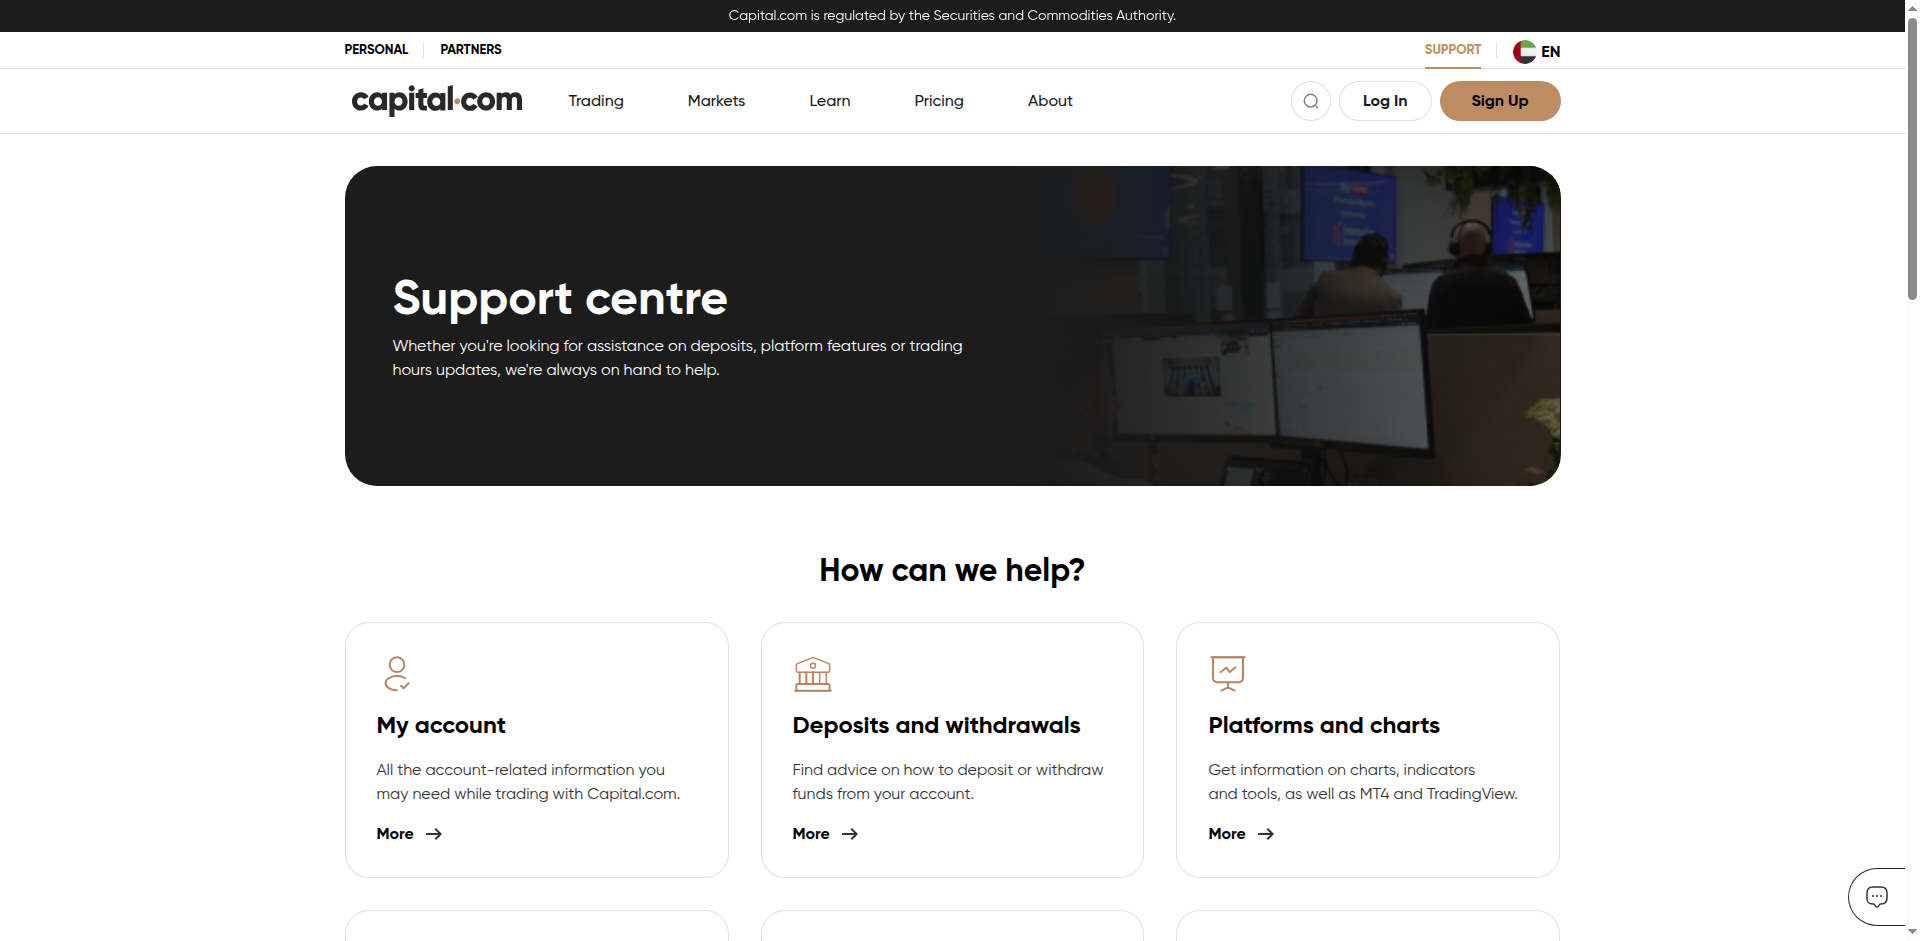 Capital.com is regulated by the Securities and Commodities Authority.
PERSONAL
PARTNERS
SUPPORT
EN
capital.com
Trading
Markets
Learn
Pricing
About
Log In
Sign Up
Support centre
Whether you're looking for assistance on deposits, platform features or trading
hours updates, we're always on hand to help.
How can we help?
My account
All the account-related information you
may need while trading with Capital.com.
More
Deposits and withdrawals
Find advice on how to deposit or withdraw
funds from your account.
More
Platforms and charts
Get information on charts, indicators
and tools, as well as MT4 and TradingView.
More